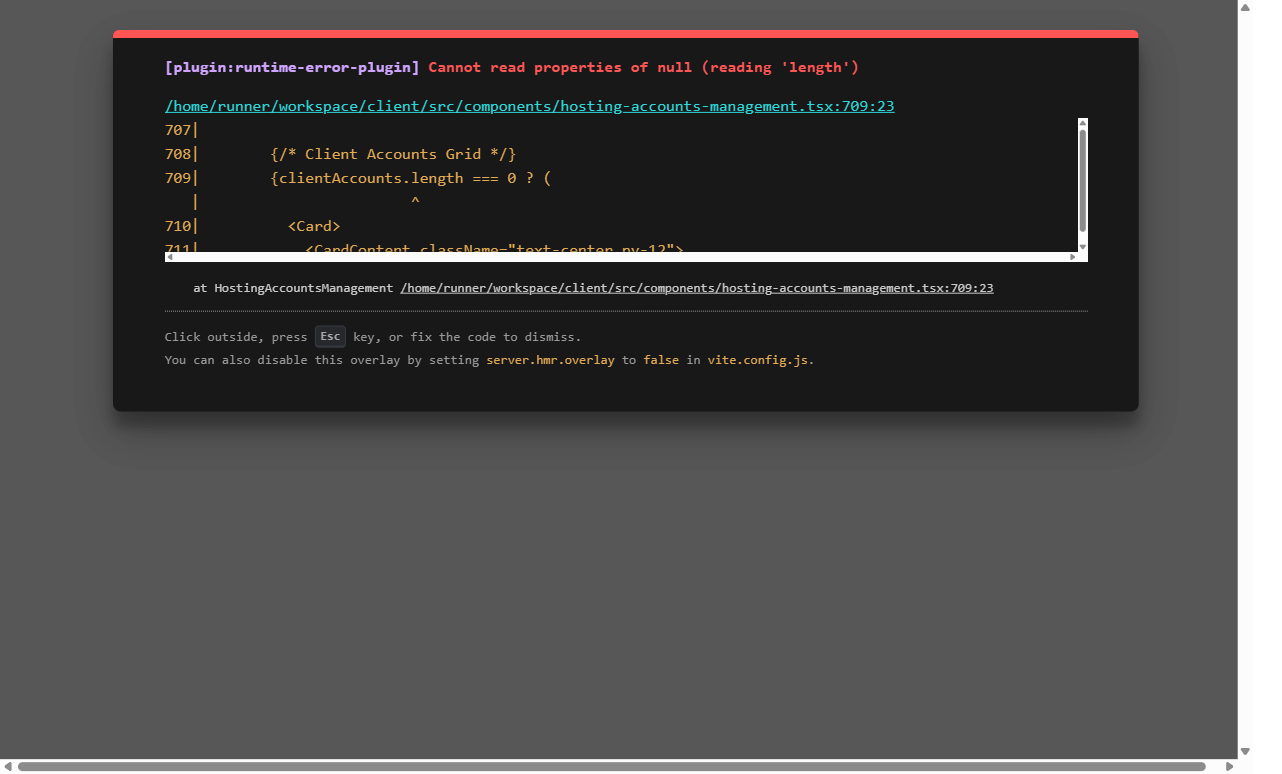 [plugin:runtime-error-plugin] Cannot read properties of null (reading 'length')
/home/runner/workspace/client/src/components/hosting-accounts-management.tsx:709:23
707|
708|        {/* Client Accounts Grid */}
709|        {clientAccounts.length === 0 ? (
   |                        ^
710|          <Card>
711|            <CardContent className="text-center py-12">
at HostingAccountsManagement /home/runner/workspace/client/src/components/hosting-accounts-management.tsx:709:23
Click outside, press Esc key, or fix the code to dismiss.
You can also disable this overlay by setting server.hmr.overlay to false in vite.config.js.